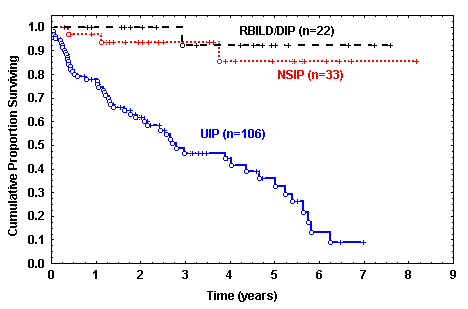 1.0
0.9
0.8
0.7
0.6
0.5
0.4
0.3
0.2
0.1
0.0
Cumulative Proportion Surviving
RBILD/DIP (n=22)
NSIP (n=33)
UIP (n=106)
0 1 2 3 4 5 6 7 8 9
Time (years)